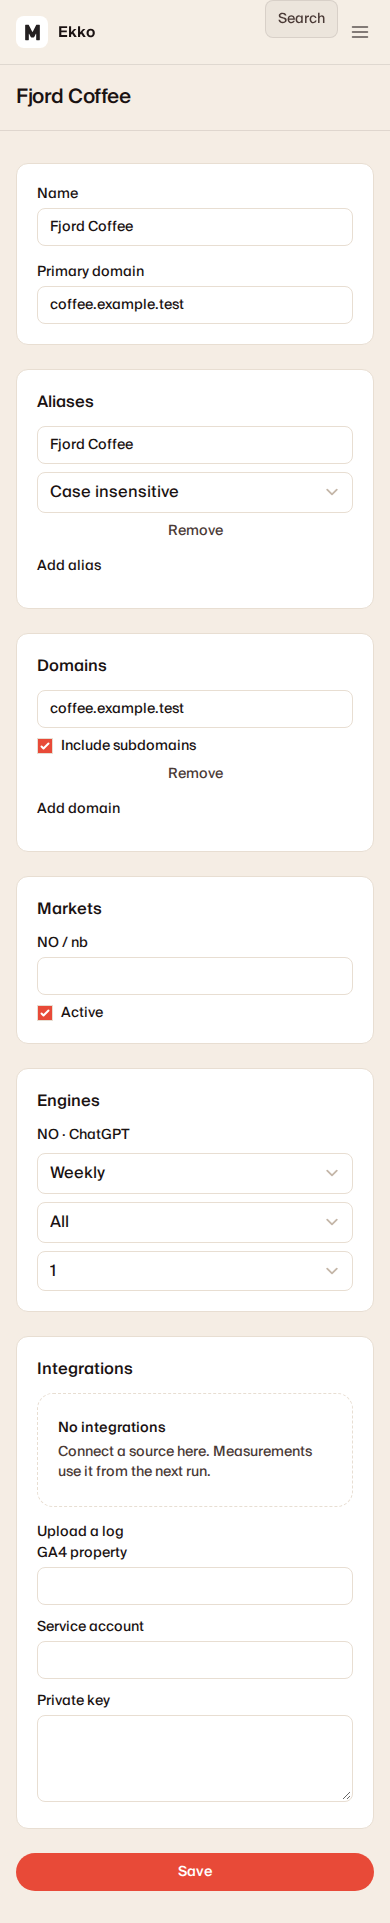 M Ekko
Search
Fjord Coffee
Name
Fjord Coffee
Primary domain
coffee.example.test
Aliases
Fjord Coffee
Case insensitive
Remove
Add alias
Domains
coffee.example.test
Include subdomains
Remove
Add domain
Markets
NO / nb
Active
Engines
NO · ChatGPT
Weekly
All
1
Integrations
No integrations
Connect a source here. Measurements
use it from the next run.
Upload a log
GA4 property
Service account
Private key
Save